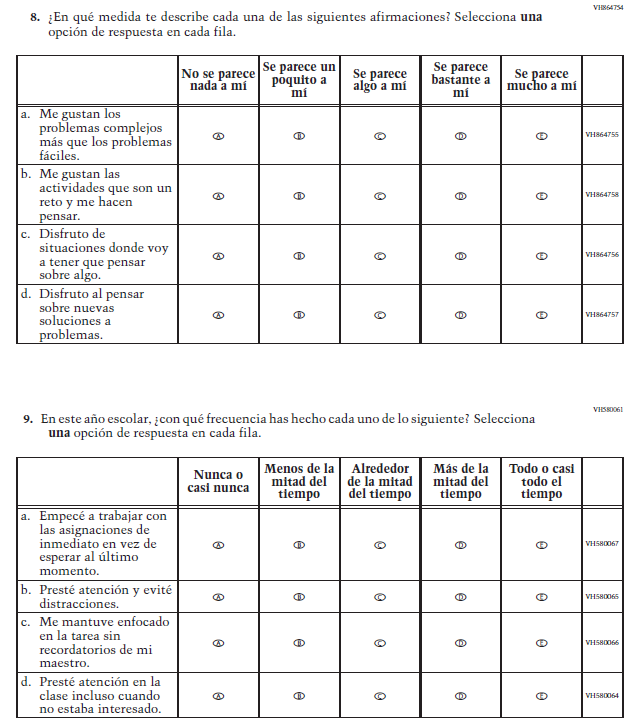 VH864754
8. ¿En qué medida te describe cada una de las siguientes afirmaciones? Selecciona una
opción de respuesta en cada fila.
No se parece
nada a mí
Se parece un
poquito a
mí
Se parece
algo a mí
Se parece
bastante a
mí
Se parece
mucho a mí
a. Me gustan los
problemas complejos
más que los problemas
fáciles.
A B C D E VH864755
b. Me gustan las
actividades que son un
reto y me hacen
pensar.
A B C D E VH864758
c. Disfruto de
situaciones donde voy
a tener que pensar
sobre algo.
A B C D E VH864756
d. Disfruto al pensar
sobre nuevas
soluciones a
problemas.
A B C D E VH864757
VH580061
9. En este año escolar, ¿con qué frecuencia has hecho cada uno de lo siguiente? Selecciona
una opción de respuesta en cada fila.
Nunca o
casi nunca
Menos de la
mitad del
tiempo
Alrededor
de la mitad
del tiempo
Más de la
mitad del
tiempo
Todo o casi
todo el
tiempo
a. Empecé a trabajar con
las asignaciones de
inmediato en vez de
esperar al último
momento.
A B C D E VH580067
b. Presté atención y evité
distracciones.
A B C D E VH580065
c. Me mantuve enfocado
en la tarea sin
recordatorios de mi
maestro.
A B C D E VH580066
d. Presté atención en la
clase incluso cuando
no estaba interesado.
A B C D E VH580064